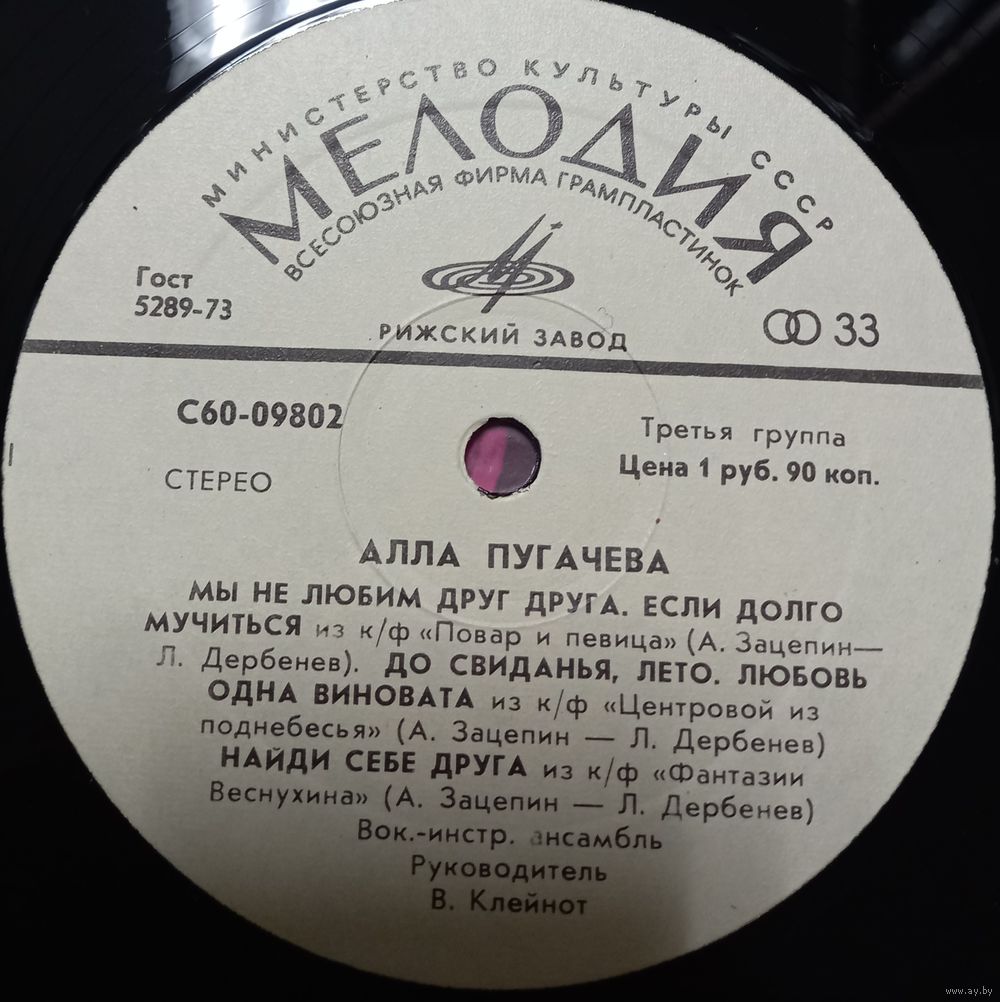 МИНИСТЕРСТВО КУЛЬТУРЫ СССР
МЕЛОДИЯ
ВСЕСОЮЗНАЯ ФИРМА ГРАМПЛАСТИНОК
Гост
5289-73
РИЖСКИЙ ЗАВОД
33
С60-09802
СТЕРЕО
Третья группа
Цена 1 руб. 90 коп.
АЛЛА ПУГАЧЕВА
МЫ НЕ ЛЮБИМ ДРУГ ДРУГА. ЕСЛИ ДОЛГО
МУЧИТЬСЯ из к/ф «Повар и певица» (А. Зацепин—
Л. Дербенев). ДО СВИДАНЬЯ, ЛЕТО. ЛЮБОВЬ
ОДНА ВИНОВАТА из к/ф «Центровой из
поднебесья» (А. Зацепин — Л. Дербенев)
НАЙДИ СЕБЕ ДРУГА из к/ф «Фантазии
Веснухина» (А. Зацепин — Л. Дербенев)
Вок.-инстр. ансамбль
Руководитель
В. Клейнот
www.ay.by